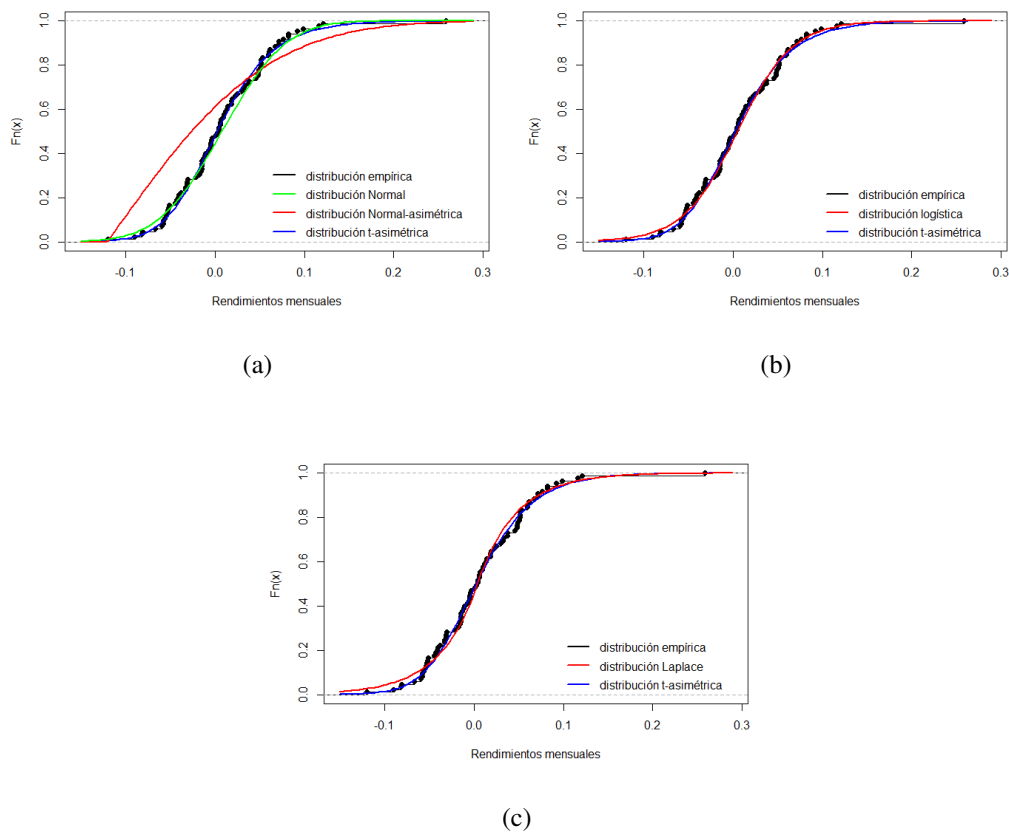 1.0
0.8
0.6
0.4
0.2
0.0
Fn(x)
distribución empírica
distribución Normal
distribución Normal-asimétrica
distribución t-asimétrica
-0.1
0.0
0.1
0.2
0.3
Rendimientos mensuales
(a)
1.0
0.8
0.6
0.4
0.2
0.0
Fn(x)
distribución empírica
distribución logística
distribución t-asimétrica
-0.1
0.0
0.1
0.2
0.3
Rendimientos mensuales
(b)
1.0
0.8
0.6
0.4
0.2
0.0
Fn(x)
distribución empírica
distribución Laplace
distribución t-asimétrica
-0.1
0.0
0.1
0.2
0.3
Rendimientos mensuales
(c)